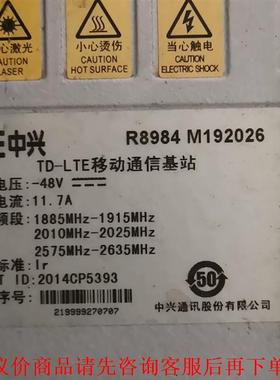 心激光
小心烫伤
当心触电
LASER
CAUTION
ELECTRIC SHOCK
中兴
R8984 M192026
TD-LTE移动通信基站
电压: -48V
电流: 11.7A
频段: 1885MHz-1915MHz
2010MHz-2025MHz
2575MHz-2635MHz
标准: Ir
T ID: 2014CP5393
序号:
219999270707
50
中兴通讯股份有限公司
议价商品请先咨询客服后再下单